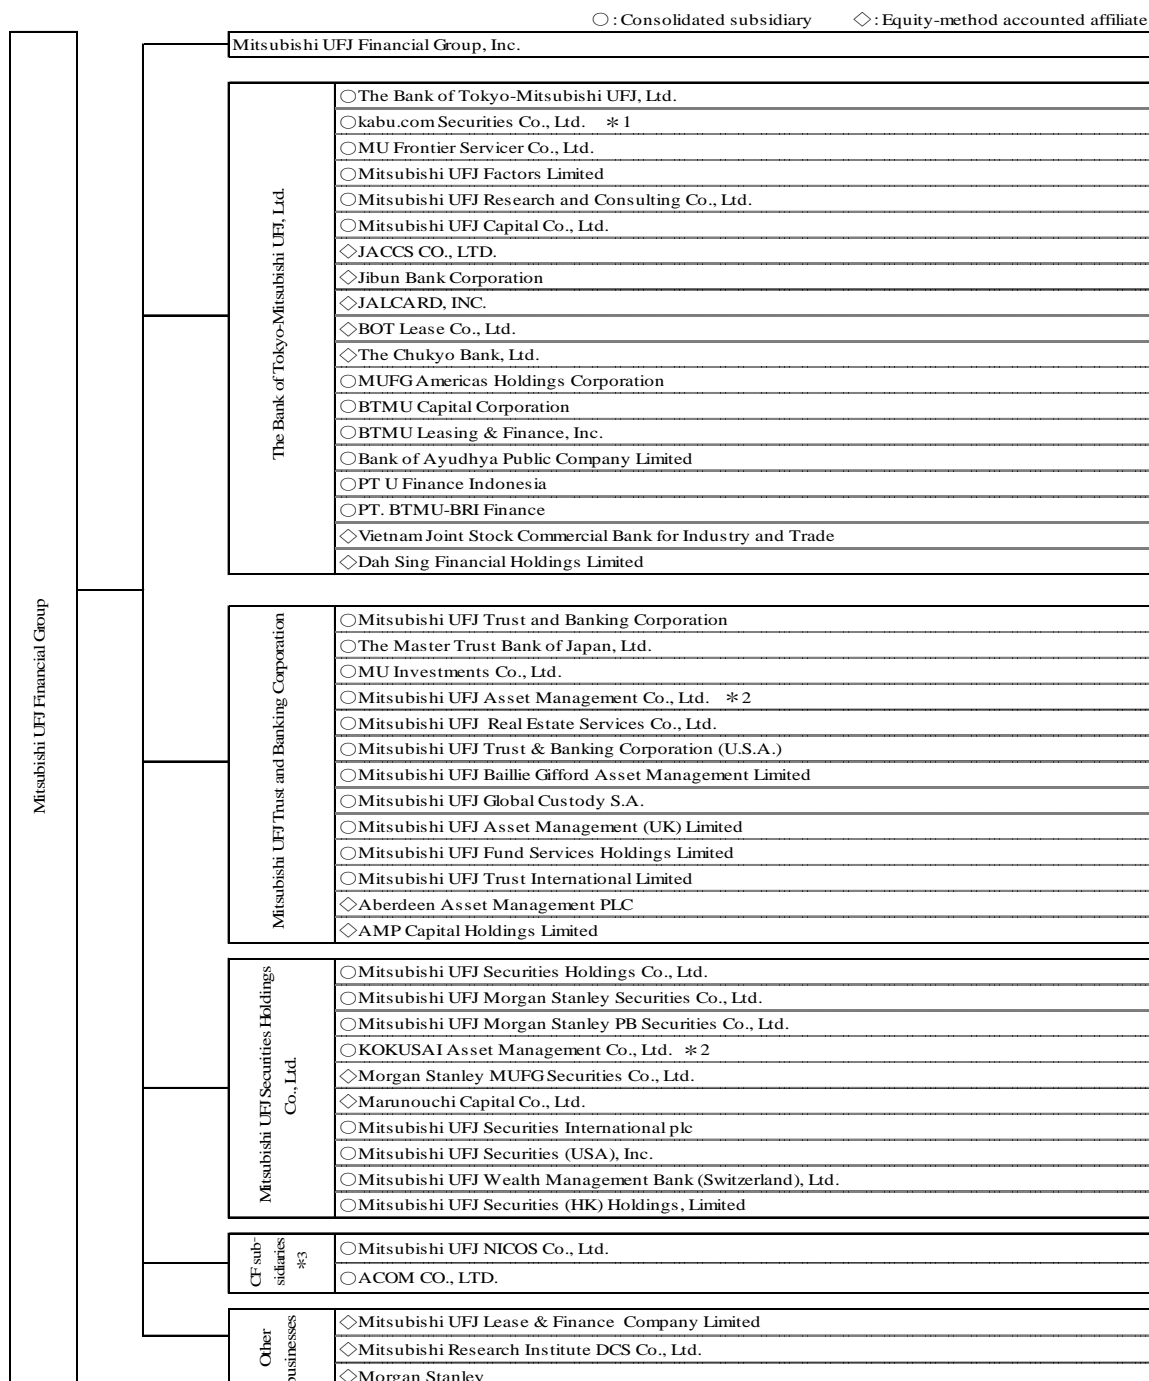 ○:Consolidated subsidiary ◇:Equity-method accounted affiliate
Mitsubishi UFJ Financial Group
Mitsubishi UFJ Financial Group, Inc.
The Bank of Tokyo-Mitsubishi UFJ, Ltd.
○The Bank of Tokyo-Mitsubishi UFJ, Ltd.
○kabu.com Securities Co., Ltd. *1
○MU Frontier Servicer Co., Ltd.
○Mitsubishi UFJ Factors Limited
○Mitsubishi UFJ Research and Consulting Co., Ltd.
○Mitsubishi UFJ Capital Co., Ltd.
◇JACCS CO., LTD.
◇Jibun Bank Corporation
◇JALCARD, INC.
◇BOT Lease Co., Ltd.
◇The Chukyo Bank, Ltd.
○MUFG Americas Holdings Corporation
○BTMU Capital Corporation
○BTMU Leasing & Finance, Inc.
○Bank of Ayudhya Public Company Limited
○PT U Finance Indonesia
○PT. BTMU-BRI Finance
◇Vietnam Joint Stock Commercial Bank for Industry and Trade
◇Dah Sing Financial Holdings Limited
Mitsubishi UFJ Trust and Banking Corporation
○Mitsubishi UFJ Trust and Banking Corporation
○The Master Trust Bank of Japan, Ltd.
○MU Investments Co., Ltd.
○Mitsubishi UFJ Asset Management Co., Ltd. *2
○Mitsubishi UFJ Real Estate Services Co., Ltd.
○Mitsubishi UFJ Trust & Banking Corporation (U.S.A.)
○Mitsubishi UFJ Baillie Gifford Asset Management Limited
○Mitsubishi UFJ Global Custody S.A.
○Mitsubishi UFJ Asset Management (UK) Limited
○Mitsubishi UFJ Fund Services Holdings Limited
○Mitsubishi UFJ Trust International Limited
◇Aberdeen Asset Management PLC
◇AMP Capital Holdings Limited
Mitsubishi UFJ Securities Holdings
Co., Ltd.
○Mitsubishi UFJ Securities Holdings Co., Ltd.
○Mitsubishi UFJ Morgan Stanley Securities Co., Ltd.
○Mitsubishi UFJ Morgan Stanley PB Securities Co., Ltd.
○KOKUSAI Asset Management Co., Ltd. *2
◇Morgan Stanley MUFG Securities Co., Ltd.
◇Marunouchi Capital Co., Ltd.
○Mitsubishi UFJ Securities International plc
○Mitsubishi UFJ Securities (USA), Inc.
○Mitsubishi UFJ Wealth Management Bank (Switzerland), Ltd.
○Mitsubishi UFJ Securities (HK) Holdings, Limited
CF sub-
sidiaries
*3
○Mitsubishi UFJ NICOS Co., Ltd.
○ACOM CO., LTD.
Other
businesses
◇Mitsubishi UFJ Lease & Finance Company Limited
◇Mitsubishi Research Institute DCS Co., Ltd.
◇Morgan Stanley